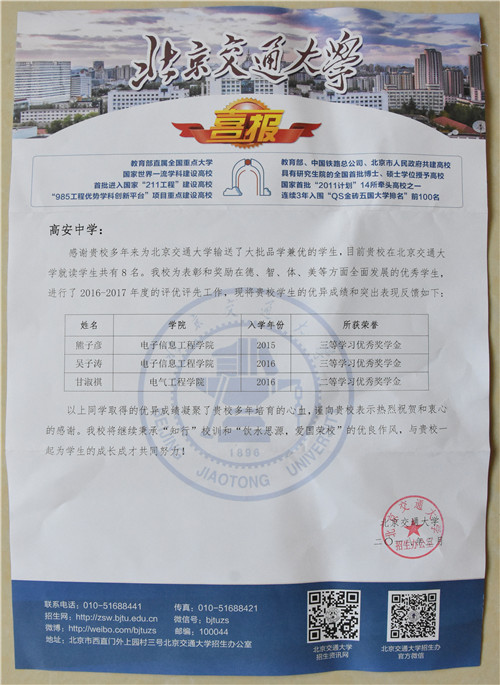 北京交通大學
喜报
教育部直属全国重点大学
国家世界一流学科建设高校
首批进入国家“211工程”建设高校
“985工程优势学科创新平台”项目重点建设高校
教育部、中国铁路总公司、北京市人民政府共建高校
具有研究生院的全国首批博士、硕士学位授予高校
国家首批“2011计划”14所牵头高校之一
连续3年入围“QS金砖五国大学排名”前100名
高安中学：
感谢贵校多年来为北京交通大学输送了大批品学兼优的学生，目前贵校在北京交通大
学就读学生共有8名。我校为表彰和奖励在德、智、体、美等方面全面发展的优秀学生，
进行了2016-2017年度的评优评先工作，现将贵校学生的优异成绩和突出表现反馈如下：
姓名 学院 入学年份 所获荣誉
熊子彦 电子信息工程学院 2015 三等学习优秀奖学金
吴子涛 电子信息工程学院 2016 三等学习优秀奖学金
甘淑祺 电气工程学院 2016 二等学习优秀奖学金
以上同学取得的优异成绩凝聚了贵校多年培育的心血，谨向贵校表示热烈祝贺和衷心
的感谢。我校将继续秉承“知行”校训和“饮水思源，爱国荣校”的优良作风，与贵校一
起为学生的成长成才共同努力！
1896
BEIJING JIAOTONG UNIVERSITY
北京交通大学
招生办公室
联系电话：010-51688441 传真：010-51688421
招生网：http://zsw.bjtu.edu.cn 微信号：bjtuzs
微博：http://weibo.com/bjtuzs 邮编：100044
地址：北京市西直门外上园村三号北京交通大学招生办公室
北京交通大学
招生资讯网
北京交通大学招生办
官方微信